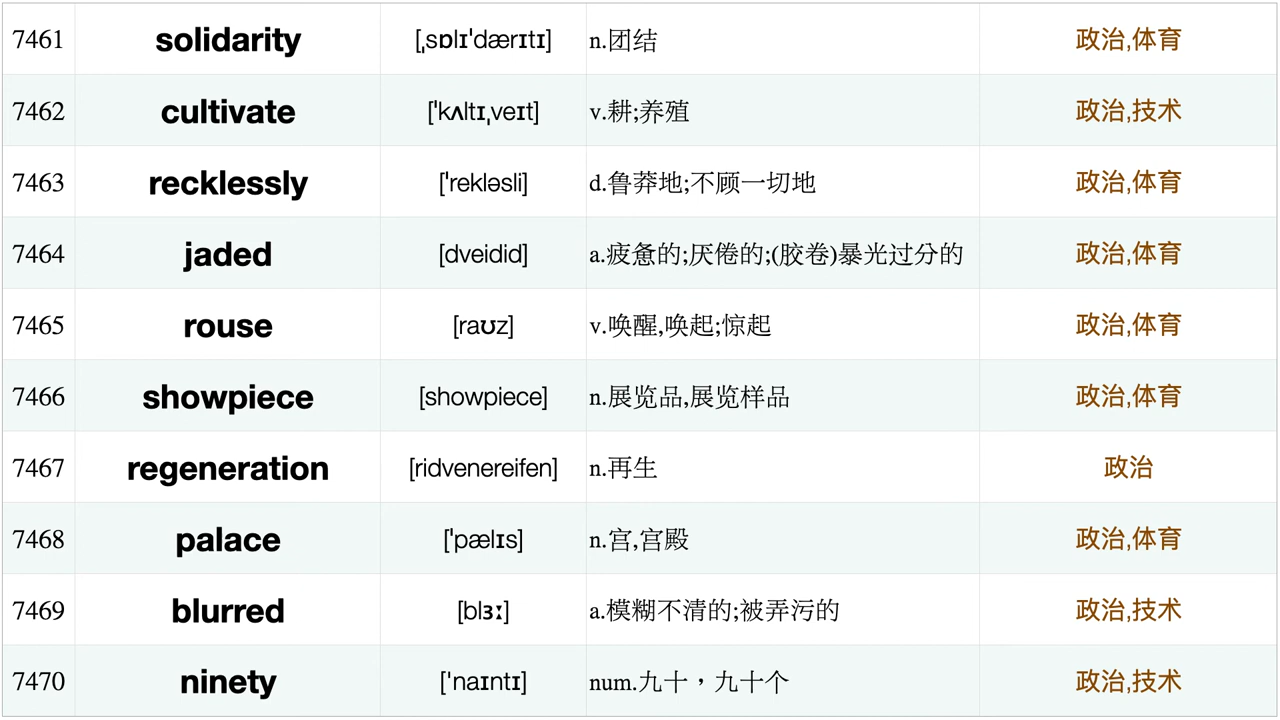 7461 solidarity [ˌsɒlɪˈdærɪtɪ] n.团结 政治,体育
7462 cultivate [ˈkʌltɪˌveɪt] v.耕;养殖 政治,技术
7463 recklessly [ˈrekləsli] d.鲁莽地;不顾一切地 政治,体育
7464 jaded [dveidid] a.疲惫的;厌倦的;(胶卷)暴光过分的 政治,体育
7465 rouse [raʊz] v.唤醒,唤起;惊起 政治,体育
7466 showpiece [showpiece] n.展览品,展览样品 政治,体育
7467 regeneration [ridvenereifen] n.再生 政治
7468 palace [ˈpælɪs] n.宫,宫殿 政治,体育
7469 blurred [blɜː] a.模糊不清的;被弄污的 政治,技术
7470 ninety [ˈnaɪntɪ] num.九十，九十个 政治,技术